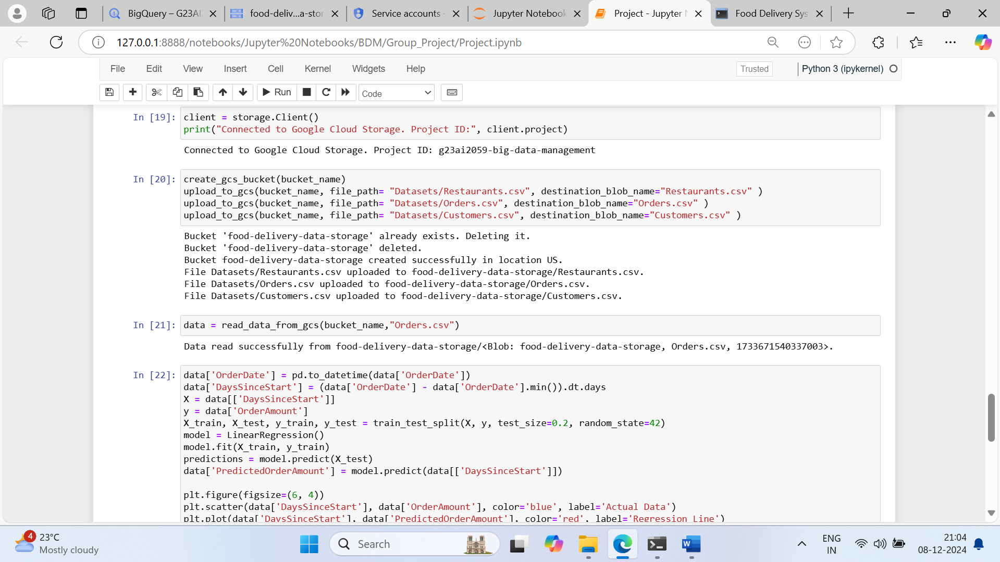 BigQuery – G23AI
food-deliv...a-stor
Service accounts -
Jupyter Notebook
Project - Jupyter N
Food Delivery Sys
127.0.0.1:8888/notebooks/Jupyter%20Notebooks/BDM/Group_Project/Project.ipynb
File Edit View Insert Cell Kernel Widgets Help
Trusted
Python 3 (ipykernel)
Run
Code
In [19]:
client = storage.Client()
print("Connected to Google Cloud Storage. Project ID:", client.project)
Connected to Google Cloud Storage. Project ID: g23ai2059-big-data-management
In [20]:
create_gcs_bucket(bucket_name)
upload_to_gcs(bucket_name, file_path= "Datasets/Restaurants.csv", destination_blob_name="Restaurants.csv" )
upload_to_gcs(bucket_name, file_path= "Datasets/Orders.csv", destination_blob_name="Orders.csv" )
upload_to_gcs(bucket_name, file_path= "Datasets/Customers.csv", destination_blob_name="Customers.csv" )
Bucket 'food-delivery-data-storage' already exists. Deleting it.
Bucket 'food-delivery-data-storage' deleted.
Bucket food-delivery-data-storage created successfully in location US.
File Datasets/Restaurants.csv uploaded to food-delivery-data-storage/Restaurants.csv.
File Datasets/Orders.csv uploaded to food-delivery-data-storage/Orders.csv.
File Datasets/Customers.csv uploaded to food-delivery-data-storage/Customers.csv.
In [21]:
data = read_data_from_gcs(bucket_name,"Orders.csv")
Data read successfully from food-delivery-data-storage/<Blob: food-delivery-data-storage, Orders.csv, 1733671540337003>.
In [22]:
data['OrderDate'] = pd.to_datetime(data['OrderDate'])
data['DaysSinceStart'] = (data['OrderDate'] - data['OrderDate'].min()).dt.days
X = data[['DaysSinceStart']]
y = data['OrderAmount']
X_train, X_test, y_train, y_test = train_test_split(X, y, test_size=0.2, random_state=42)
model = LinearRegression()
model.fit(X_train, y_train)
predictions = model.predict(X_test)
data['PredictedOrderAmount'] = model.predict(data[['DaysSinceStart']])
plt.figure(figsize=(6, 4))
plt.scatter(data['DaysSinceStart'], data['OrderAmount'], color='blue', label='Actual Data')
plt.plot(data['DaysSinceStart'], data['PredictedOrderAmount'], color='red', label='Regression Line')
4
23°C
Mostly cloudy
Search
ENG
IN
21:04
08-12-2024